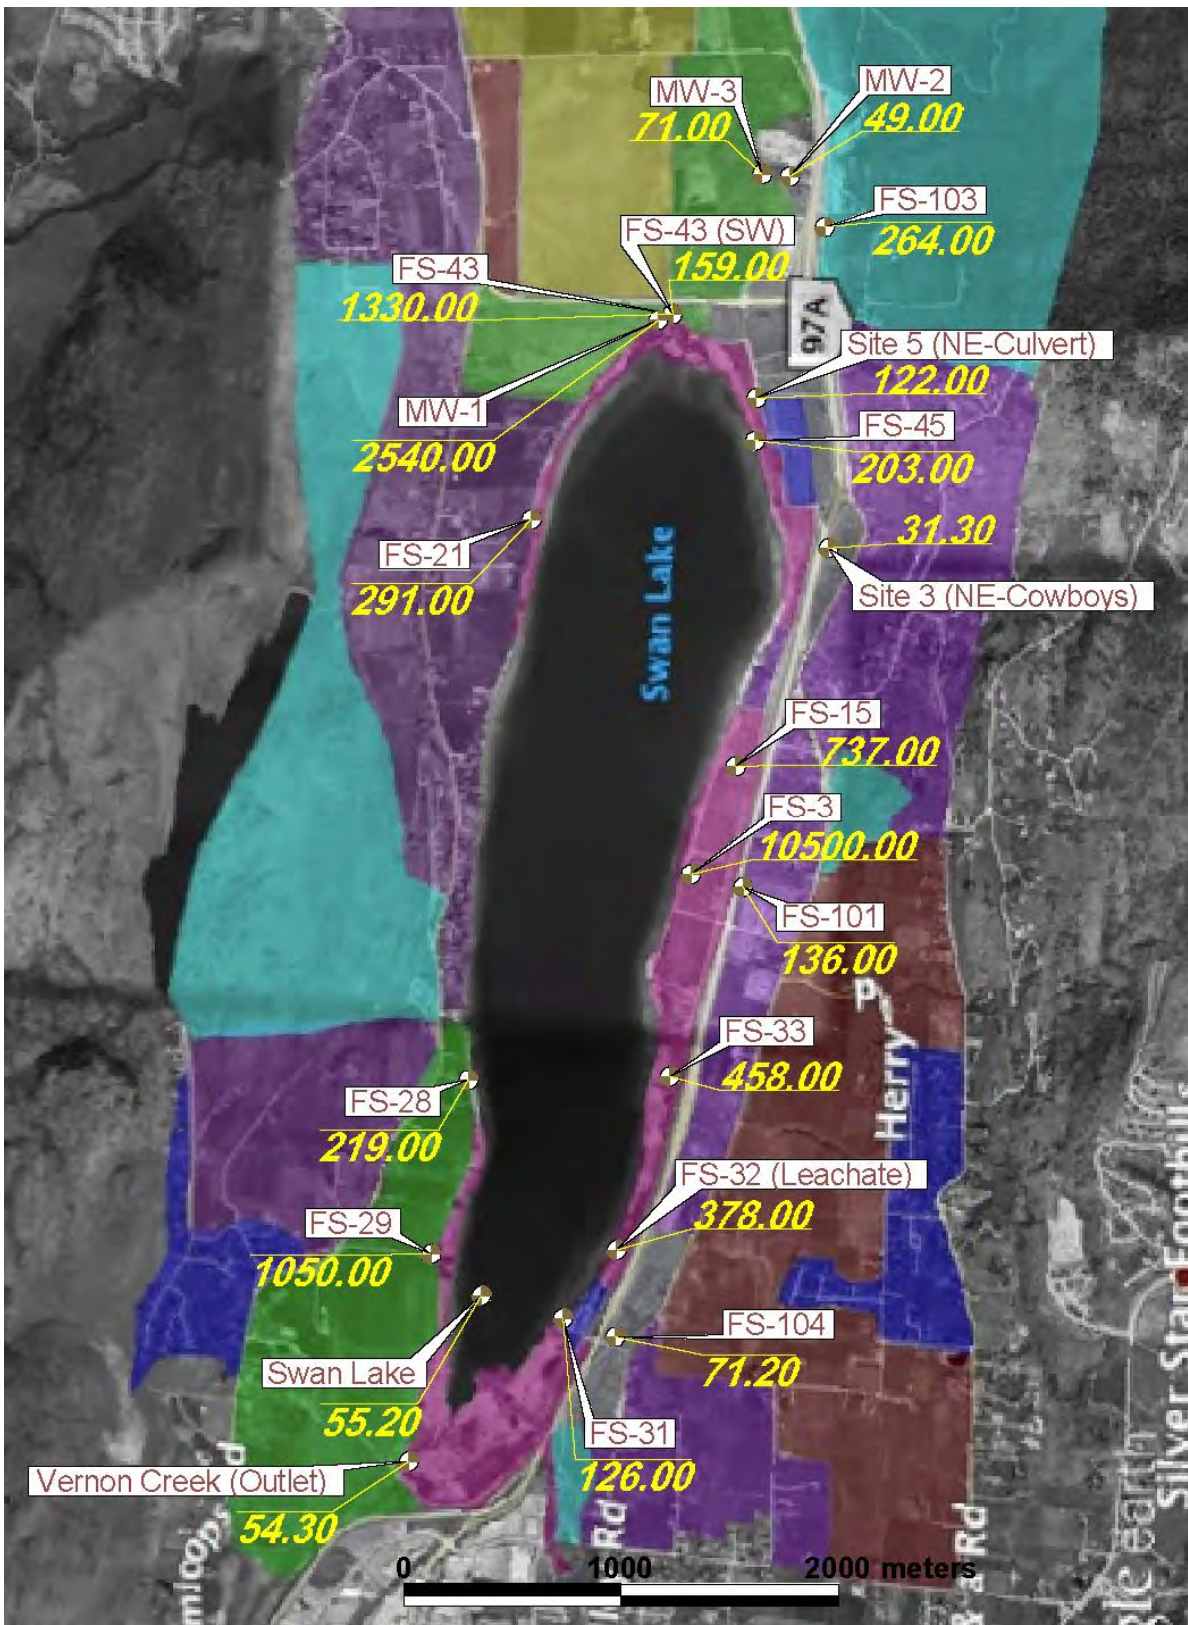 MW-3
71.00
MW-2
49.00
FS-103
264.00
FS-43 (SW)
159.00
FS-43
1330.00
97A
Site 5 (NE-Culvert)
122.00
MW-1
2540.00
FS-45
203.00
31.30
Site 3 (NE-Cowboys)
FS-21
291.00
Swan Lake
FS-15
737.00
FS-3
10500.00
FS-101
136.00
P
Herry
FS-33
458.00
FS-28
219.00
FS-32 (Leachate)
378.00
FS-29
1050.00
Silver Star Foothills
FS-104
71.20
Swan Lake
55.20
FS-31
126.00
Vernon Creek (Outlet)
54.30
Rd
& Rd
0 1000 2000 meters